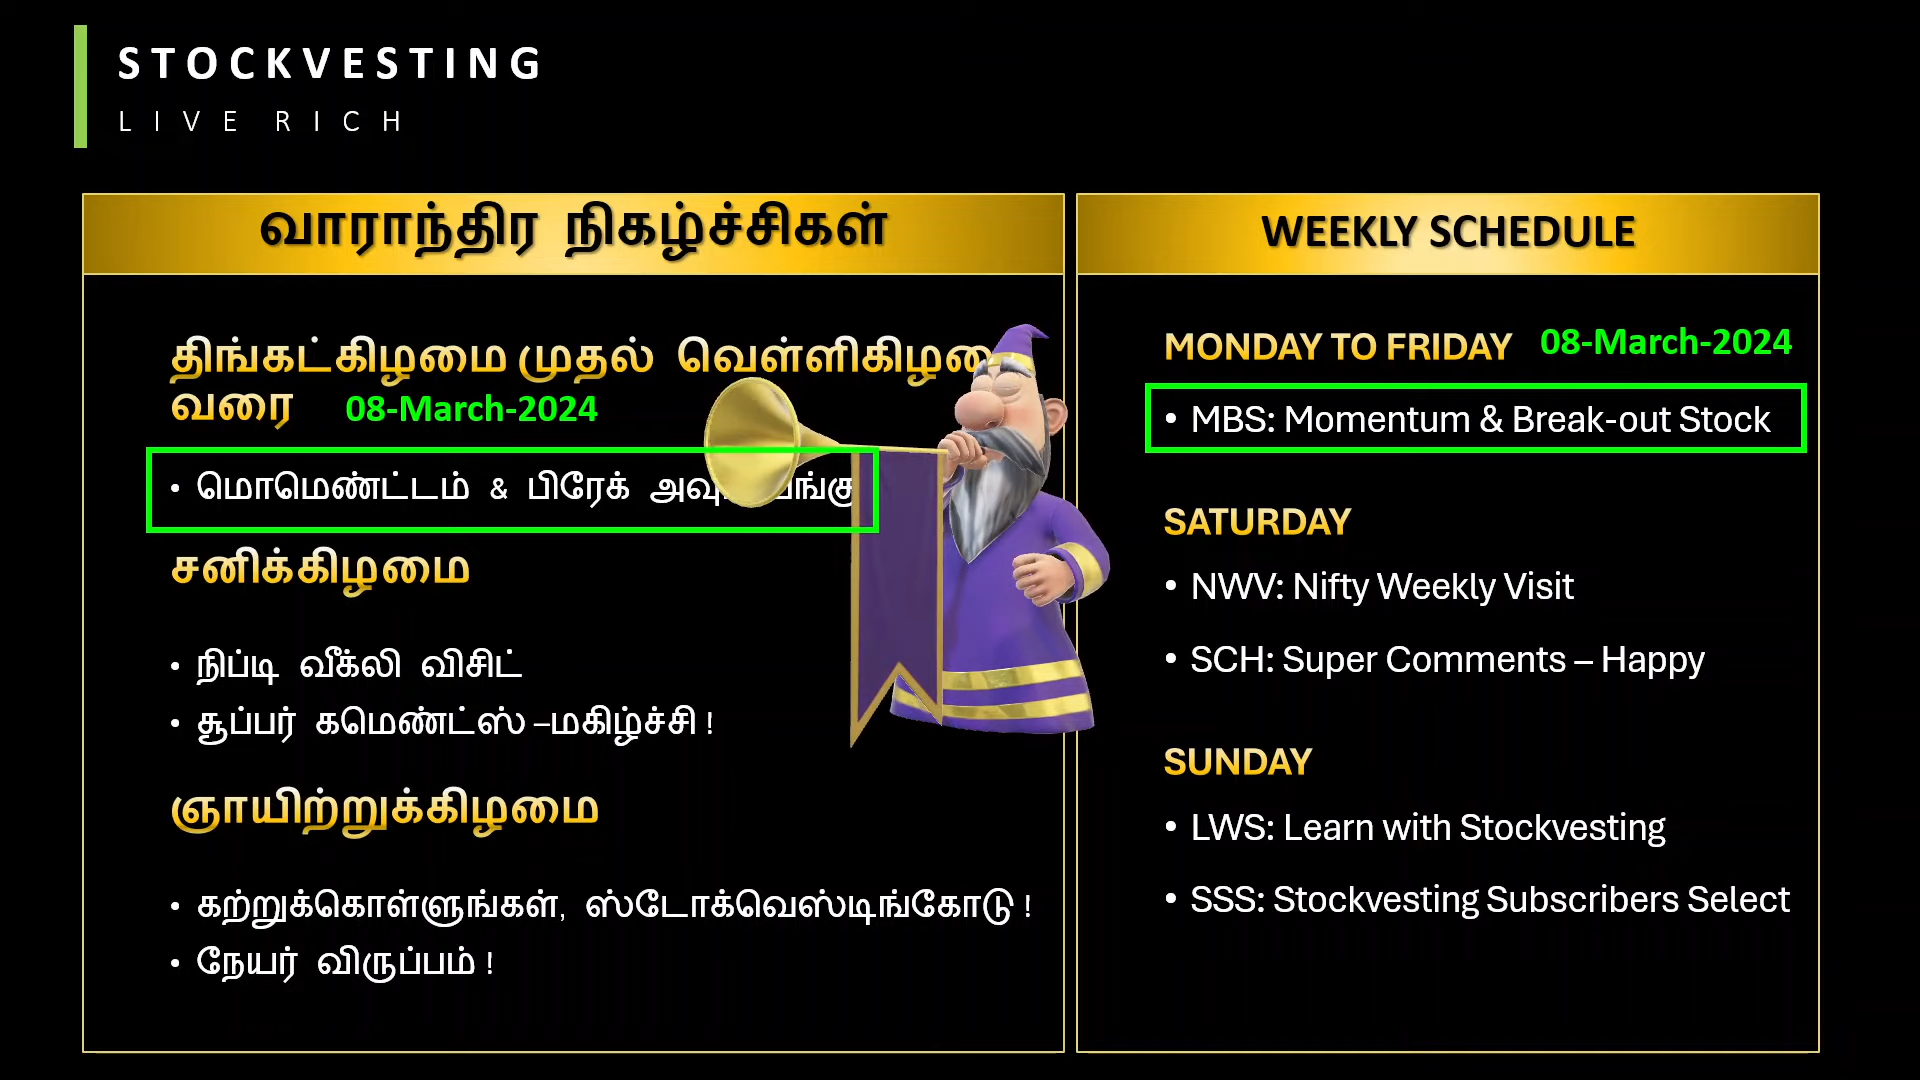 STOCKVESTING
LIVE RICH
வாராந்திர நிகழ்ச்சிகள்
திங்கட்கிழமை முதல் வெள்ளிகிழமை
வரை 08-March-2024
• மொமெண்ட்டம் & பிரேக்
சனிக்கிழமை
• நிப்டி வீக்லி விசிட்
• சூப்பர் கமெண்ட்ஸ் –மகிழ்ச்சி !
ஞாயிற்றுக்கிழமை
• கற்றுக்கொள்ளுங்கள், ஸ்டோக்வெஸ்டிங்கோடு !
• நேயர் விருப்பம் !
WEEKLY SCHEDULE
MONDAY TO FRIDAY 08-March-2024
• MBS: Momentum & Break-out Stock
SATURDAY
• NWV: Nifty Weekly Visit
• SCH: Super Comments – Happy
SUNDAY
• LWS: Learn with Stockvesting
• SSS: Stockvesting Subscribers Select